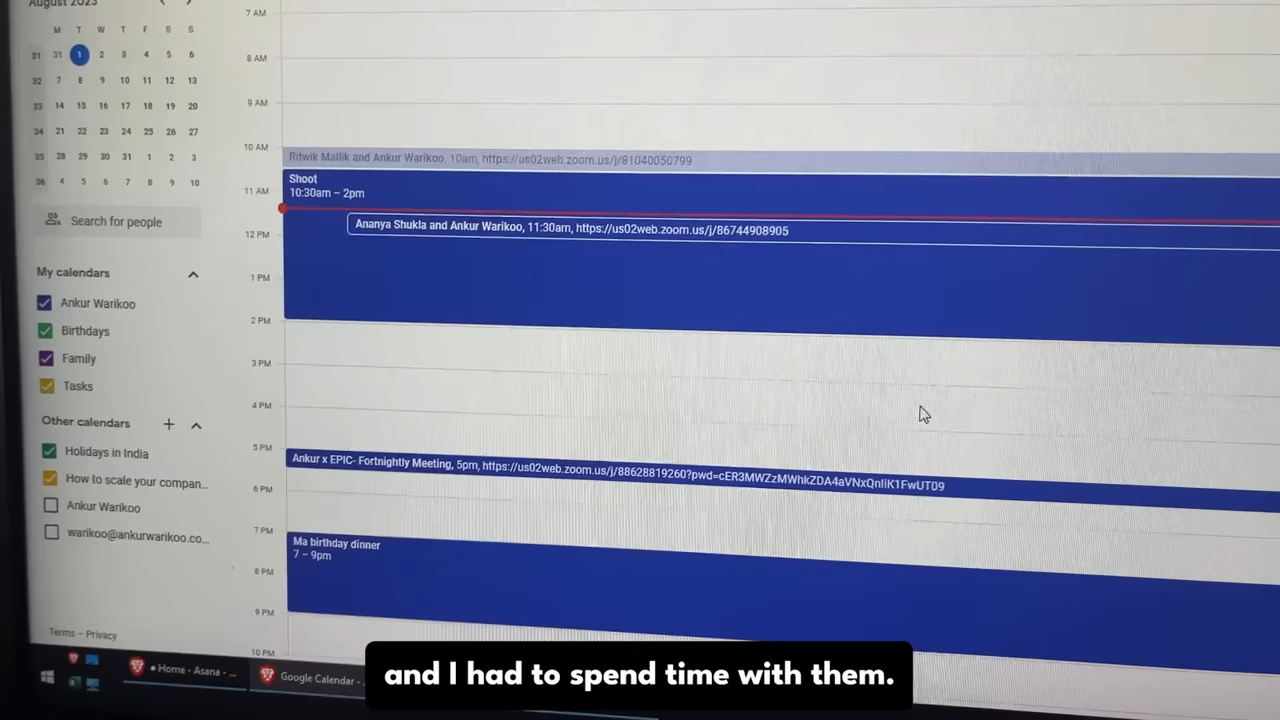 August 2023
M T W T F S S
31 31 1 2 3 4 5 6
32 7 8 9 10 11 12 13
33 14 15 16 17 18 19 20
34 21 22 23 24 25 26 27
35 28 29 30 31 1 2 3
36 4 5 6 7 8 9 10
Search for people
My calendars
Ankur Warikoo
Birthdays
Family
Tasks
Other calendars
Holidays in India
How to scale your compan...
Ankur Warikoo
warikoo@ankurwarikoo.co...
Terms – Privacy
7 AM
8 AM
9 AM
10 AM
Ritwik Mallik and Ankur Warikoo, 10am, https://us02web.zoom.us/j/81040050799
Shoot
10:30am – 2pm
11 AM
Ananya Shukla and Ankur Warikoo, 11:30am, https://us02web.zoom.us/j/86744908905
12 PM
1 PM
2 PM
3 PM
4 PM
5 PM
Ankur x EPIC- Fortnightly Meeting, 5pm,
6 PM
7 PM
Ma birthday dinner
7 – 9pm
8 PM
9 PM
10 PM
Home - Asana - ...
Google Calendar -
and I had to spend time with them.